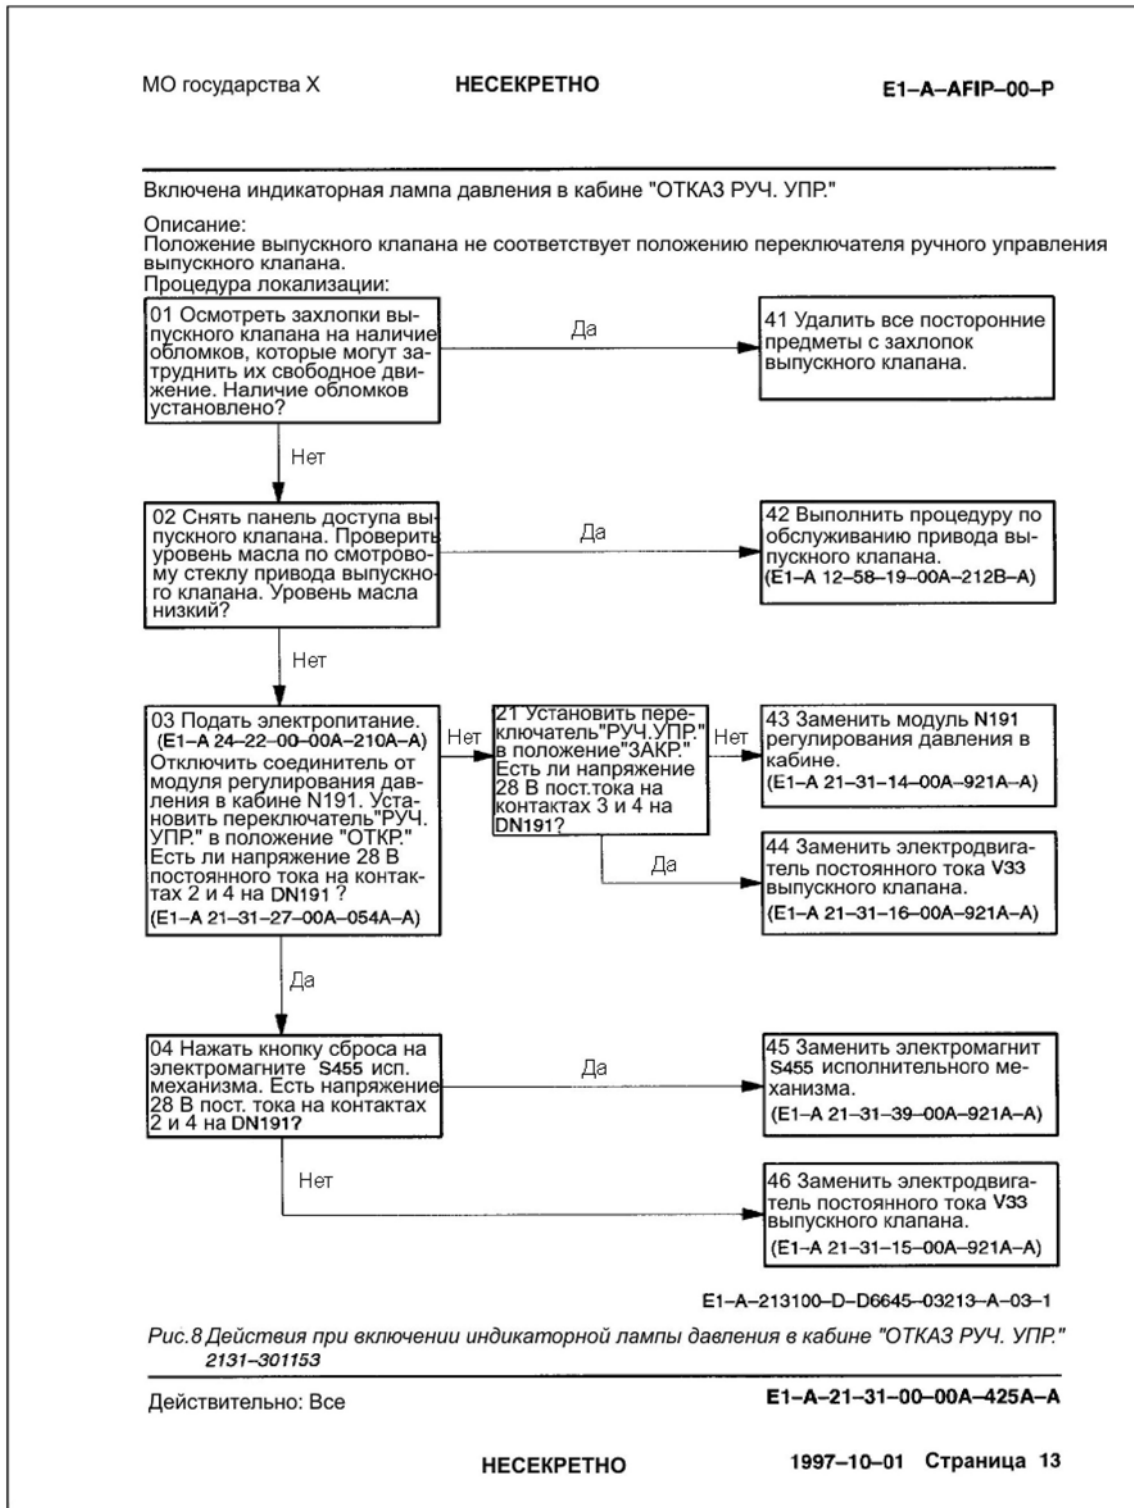 МО государства X
НЕСЕКРЕТНО
E1–A–AFIP–00–P
Включена индикаторная лампа давления в кабине "ОТКАЗ РУЧ. УПР."
Описание:
Положение выпускного клапана не соответствует положению переключателя ручного управления
выпускного клапана.
Процедура локализации:
01 Осмотреть захлопки вы-
пускного клапана на наличие
обломков, которые могут за-
труднить их свободное дви-
жение. Наличие обломков
установлено?
Да
41 Удалить все посторонние
предметы с захлопок
выпускного клапана.
Нет
02 Снять панель доступа вы-
пускного клапана. Проверить
уровень масла по смотрово-
му стеклу привода выпускно-
го клапана. Уровень масла
низкий?
Да
42 Выполнить процедуру по
обслуживанию привода вы-
пускного клапана.
(E1–A 12–58–19–00A–212B–A)
Нет
03 Подать электропитание.
(E1–A 24–22–00–00A–210A–A)
Отключить соединитель от
модуля регулирования дав-
ления в кабине N191. Уста-
новить переключатель"РУЧ.
УПР." в положение "ОТКР."
Есть ли напряжение 28 В
постоянного тока на контак-
тах 2 и 4 на DN191 ?
(E1–A 21–31–27–00A–054A–A)
Нет
21 Установить пере-
ключатель"РУЧ.УПР."
в положение"ЗАКР."
Есть ли напряжение
28 В пост.тока на
контактах 3 и 4 на
DN191?
Нет
43 Заменить модуль N191
регулирования давления в
кабине.
(E1–A 21–31–14–00A–921A–A)
Да
44 Заменить электродвига-
тель постоянного тока V33
выпускного клапана.
(E1–A 21–31–16–00A–921A–A)
Да
04 Нажать кнопку сброса на
электромагните S455 исп.
механизма. Есть напряжение
28 В пост. тока на контактах
2 и 4 на DN191?
Да
45 Заменить электромагнит
S455 исполнительного ме-
ханизма.
(E1–A 21–31–39–00A–921A–A)
Нет
46 Заменить электродвига-
тель постоянного тока V33
выпускного клапана.
(E1–A 21–31–15–00A–921A–A)
E1–A–213100–D–D6645–03213–A–03–1
Рис.8 Действия при включении индикаторной лампы давления в кабине "ОТКАЗ РУЧ. УПР."
2131–301153
Действительно: Все
E1–A–21–31–00–00A–425A–A
НЕСЕКРЕТНО
1997–10–01 Страница 13